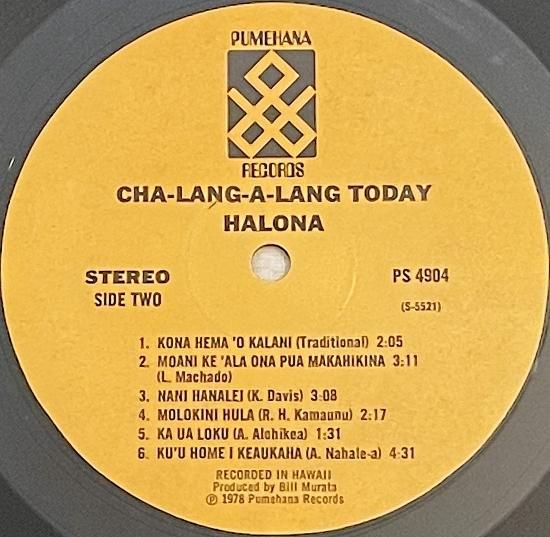 PUMEHANA
RECORDS
CHA-LANG-A-LANG TODAY
HALONA
STEREO
SIDE TWO
PS 4904
(S-5521)
1. KONA HEMA 'O KALANI (Traditional) 2:05
2. MOANI KE 'ALA ONA PUA MAKAHIKINA 3:11
(L. Machado)
3. NANI HANALEI (K. Davis) 3:08
4. MOLOKINI HULA (R. H. Kamaunu) 2:17
5. KA UA LOKU (A. Alohikea) 1:31
6. KU'U HOME I KEAUKAHA (A. Nahale-a) 4:31
RECORDED IN HAWAII
Produced by Bill Murata
℗ 1978 Pumehana Records